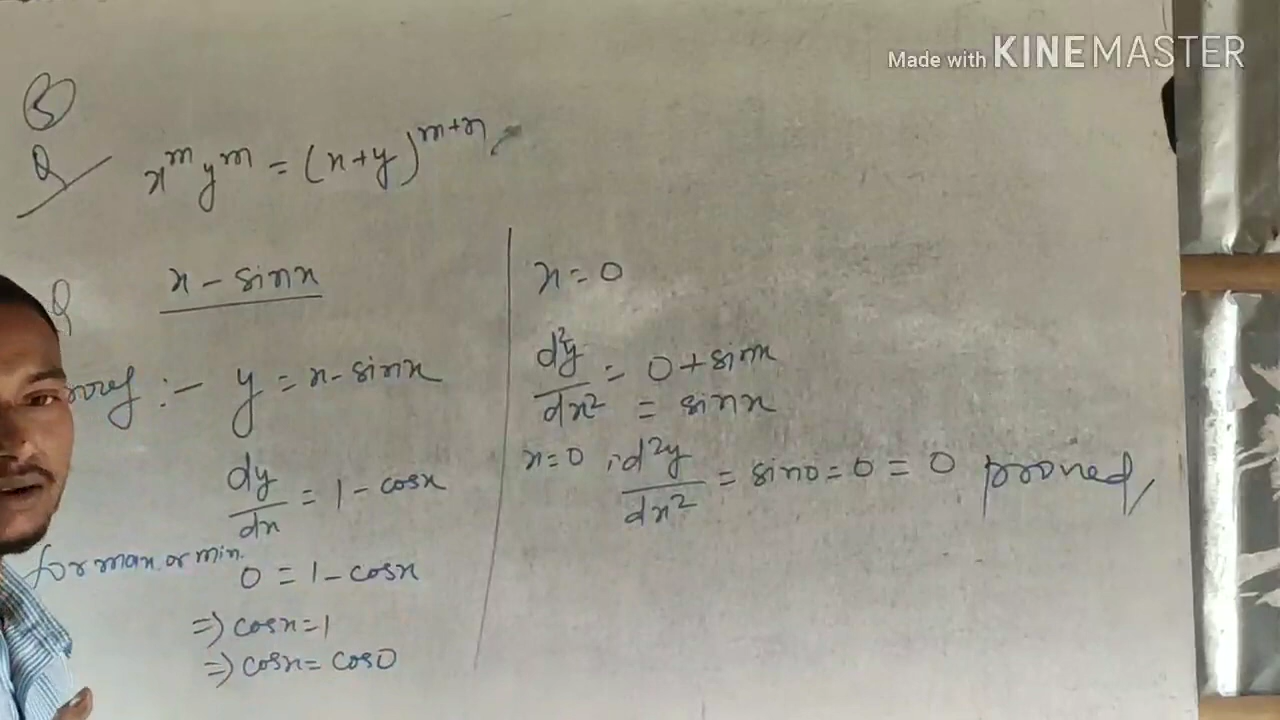 Made with KINEMASTER
5
Q
x^m y^m = (x+y)^{m+n},
Q x - sinx
:- y = x - sinx
dy/dx = 1 - cosx
for max. or min.
0 = 1 - cosx
=> cosx = 1
=> cosx = cos0
x = 0
d²y/dx² = 0 + sinx
= sinx
x=0, d²y/dx² = sin0 = 0 = 0 proved,